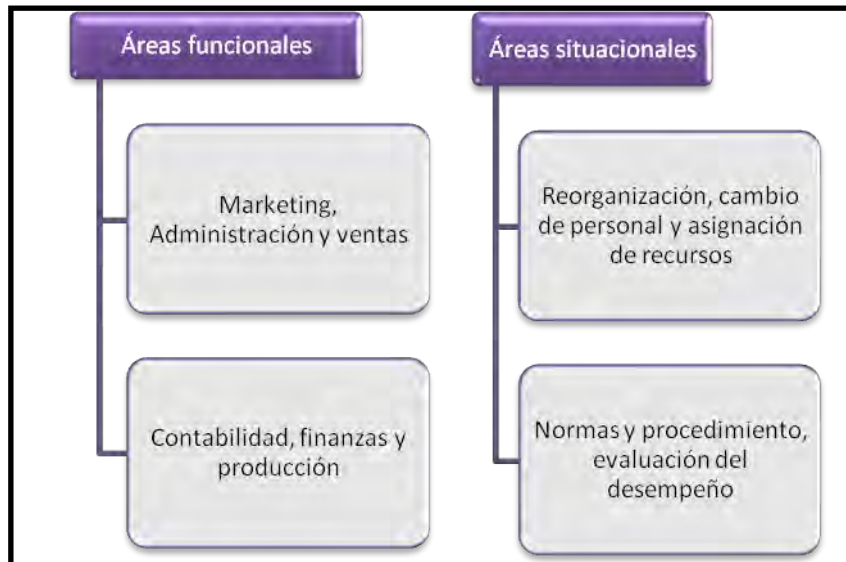 Áreas funcionales
Marketing,
Administración y ventas
Contabilidad, finanzas y
producción
Áreas situacionales
Reorganización, cambio
de personal y asignación
de recursos
Normas y procedimiento,
evaluación del
desempeño